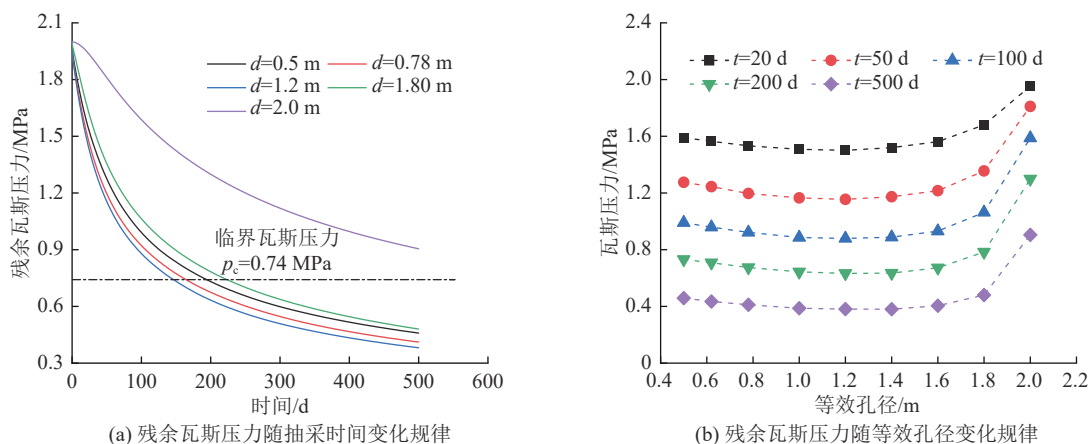 2.1
1.8
1.5
1.2
0.9
0.6
0.3
残余瓦斯压力/MPa
d=0.5 m
d=0.78 m
d=1.2 m
d=1.80 m
d=2.0 m
临界瓦斯压力
pc=0.74 MPa
0 100 200 300 400 500 600
时间/d
(a) 残余瓦斯压力随抽采时间变化规律
2.4
2.0
1.6
1.2
0.8
0.4
0
瓦斯压力/MPa
t=20 d t=50 d t=100 d
t=200 d t=500 d
0.4 0.6 0.8 1.0 1.2 1.4 1.6 1.8 2.0
等效孔径/m
(b) 残余瓦斯压力随等效孔径变化规律